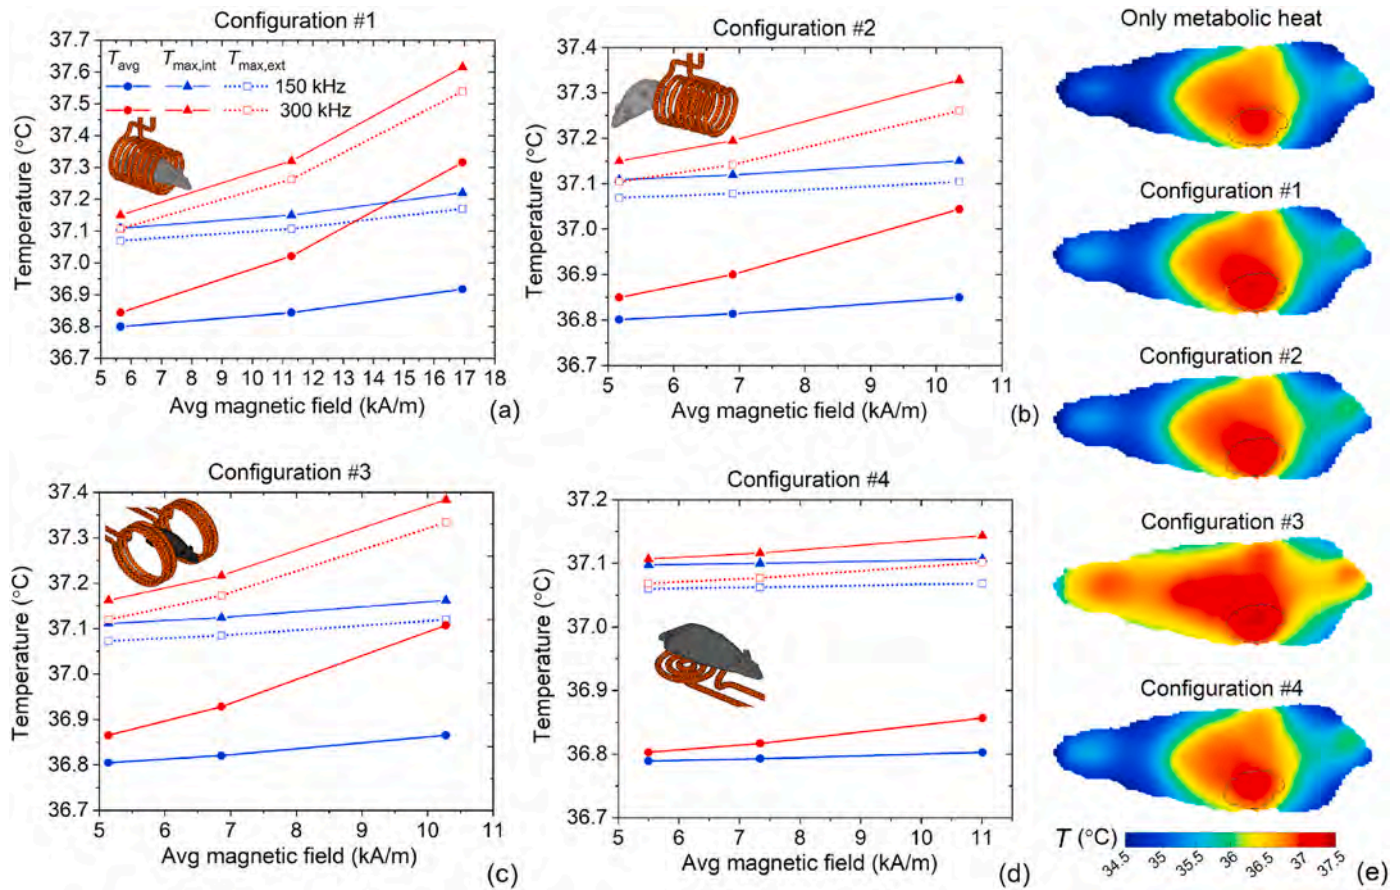 Configuration #1
37.7
37.6
37.5
37.4
37.3
37.2
37.1
37.0
36.9
36.8
36.7
Temperature (°C)
Tavg Tmax,int Tmax,ext
150 kHz
300 kHz
5 6 7 8 9 10 11 12 13 14 15 16 17 18
Avg magnetic field (kA/m)
(a)
Configuration #2
37.4
37.3
37.2
37.1
37.0
36.9
36.8
36.7
Temperature (°C)
5 6 7 8 9 10 11
Avg magnetic field (kA/m)
(b)
Configuration #3
37.4
37.3
37.2
37.1
37.0
36.9
36.8
36.7
Temperature (°C)
5 6 7 8 9 10 11
Avg magnetic field (kA/m)
(c)
Configuration #4
37.2
37.1
37.0
36.9
36.8
36.7
Temperature (°C)
5 6 7 8 9 10 11
Avg magnetic field (kA/m)
(d)
Only metabolic heat
Configuration #1
Configuration #2
Configuration #3
Configuration #4
T (°C)
34.5 35 35.5 36 36.5 37 37.5
(e)